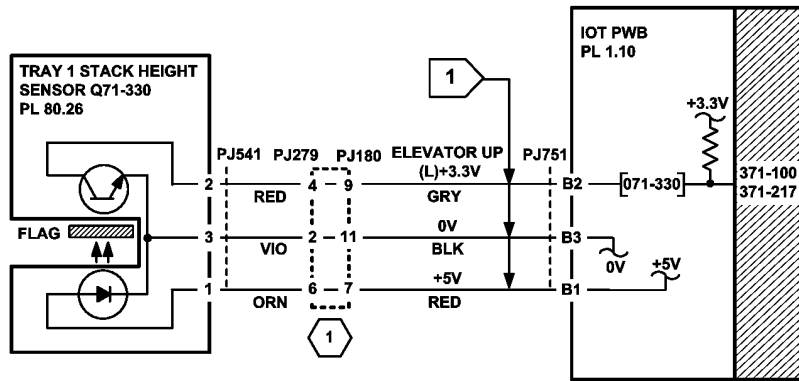 TRAY 1 STACK HEIGHT
SENSOR Q71-330
PL 80.26
FLAG
PJ541
PJ279
PJ180
ELEVATOR UP
(L)+3.3V
PJ751
1
IOT PWB
PL 1.10
+3.3V
2
RED
4
9
GRY
B2
[071-330]
371-100
371-217
3
VIO
2
11
0V
BLK
B3
0V
1
ORN
6
7
+5V
RED
B1
+5V
1